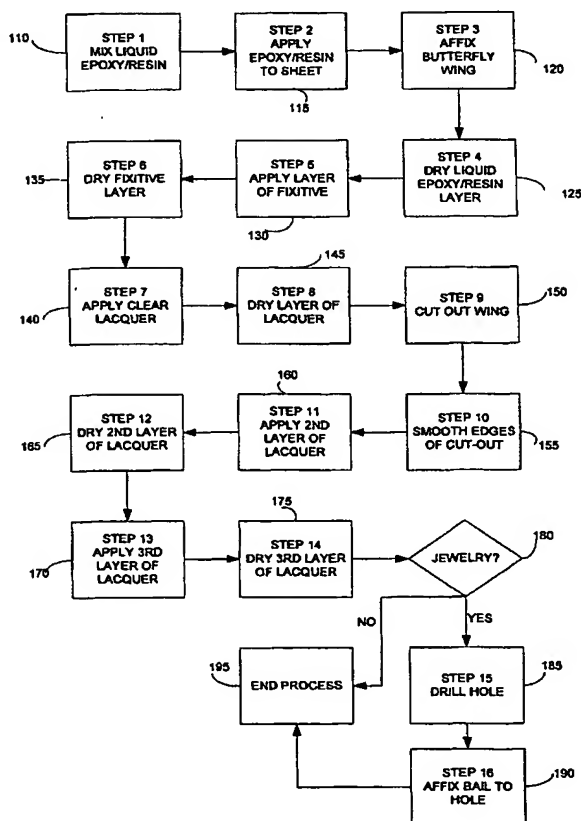 110
STEP 1
MIX LIQUID
EPOXY/RESIN
STEP 2
APPLY
EPOXY/RESIN
TO SHEET
115
STEP 3
AFFIX
BUTTERFLY
WING
120
STEP 4
DRY LIQUID
EPOXY/RESIN
LAYER
125
STEP 5
APPLY LAYER
OF FIXITIVE
130
STEP 6
DRY FIXITIVE
LAYER
135
STEP 7
APPLY CLEAR
LACQUER
140
STEP 8
DRY LAYER OF
LACQUER
145
STEP 9
CUT OUT WING
150
STEP 10
SMOOTH EDGES
OF CUT-OUT
155
STEP 11
APPLY 2ND
LAYER OF
LACQUER
160
STEP 12
DRY 2ND LAYER
OF LACQUER
165
STEP 13
APPLY 3RD
LAYER OF
LACQUER
170
STEP 14
DRY 3RD LAYER
OF LACQUER
175
JEWELRY?
180
NO
YES
STEP 15
DRILL HOLE
185
STEP 16
AFFIX BAIL TO
HOLE
190
END PROCESS
195